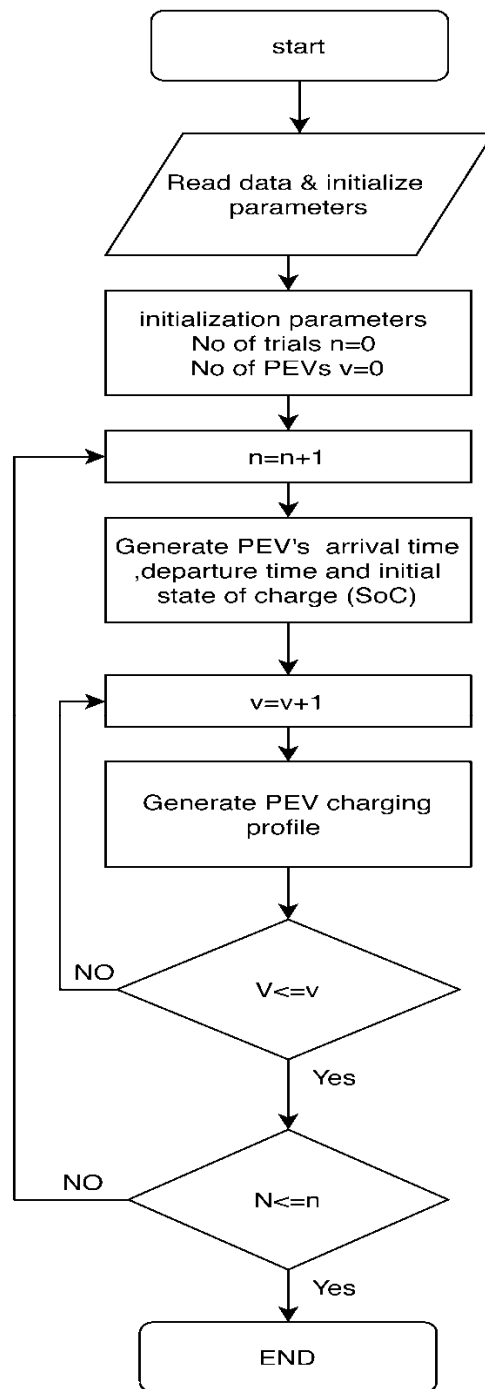 start
Read data & initialize
parameters
initialization parameters
No of trials n=0
No of PEVs v=0
n=n+1
Generate PEV's arrival time
,departure time and initial
state of charge (SoC)
v=v+1
Generate PEV charging
profile
NO
V<=v
Yes
NO
N<=n
Yes
END